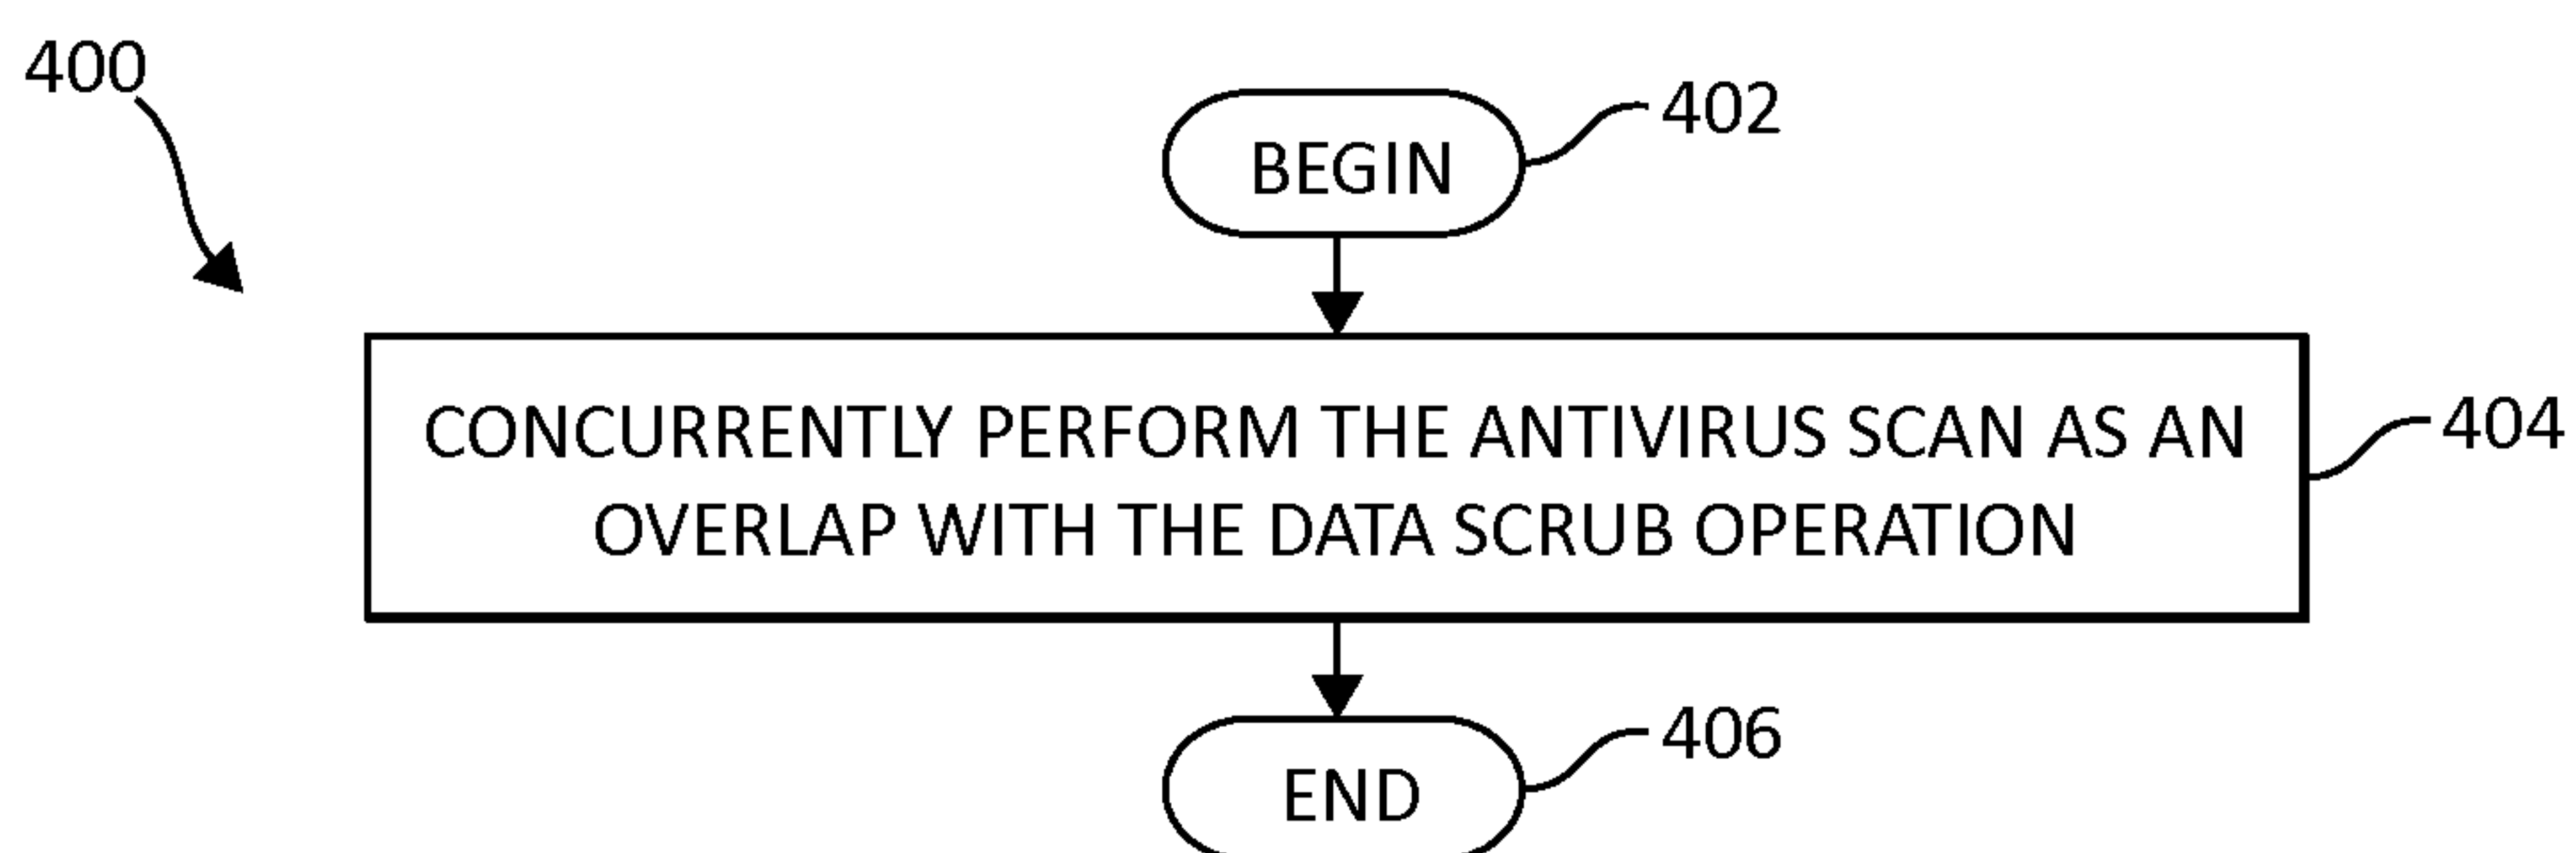 400
BEGIN
402
CONCURRENTLY PERFORM THE ANTIVIRUS SCAN AS AN
OVERLAP WITH THE DATA SCRUB OPERATION
404
END
406